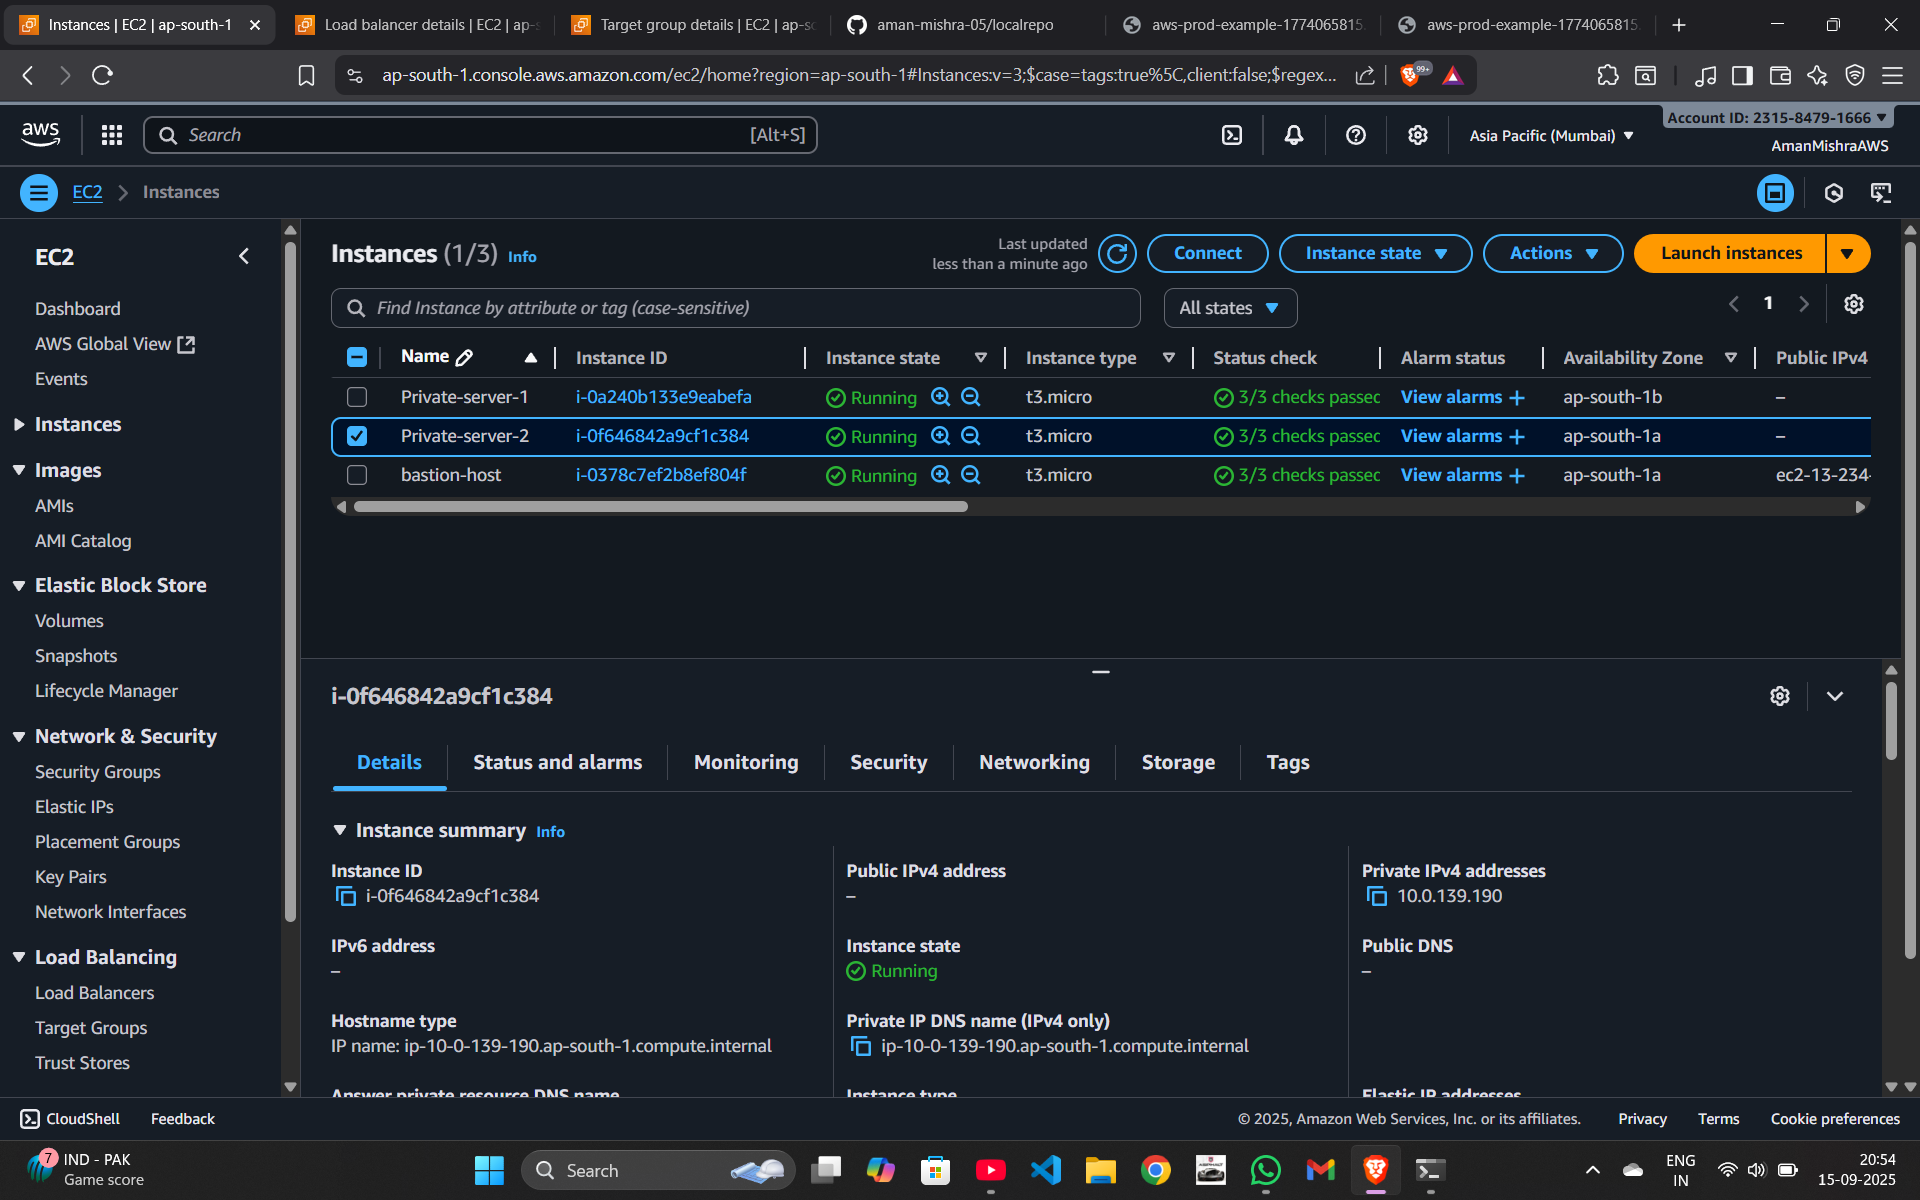 Instances | EC2 | ap-south-1
Load balancer details | EC2 | ap-s
Target group details | EC2 | ap-so
aman-mishra-05/localrepo
aws-prod-example-1774065815.
aws-prod-example-1774065815.
ap-south-1.console.aws.amazon.com/ec2/home?region=ap-south-1#Instances:v=3;$case=tags:true%5C,client:false;$regex...
99+
aws
Search
[Alt+S]
Asia Pacific (Mumbai)
Account ID: 2315-8479-1666
AmanMishraAWS
EC2
Instances
EC2
Dashboard
AWS Global View
Events
Instances
Images
AMIs
AMI Catalog
Elastic Block Store
Volumes
Snapshots
Lifecycle Manager
Network & Security
Security Groups
Elastic IPs
Placement Groups
Key Pairs
Network Interfaces
Load Balancing
Load Balancers
Target Groups
Trust Stores
Instances (1/3) Info
Last updated
less than a minute ago
Connect
Instance state
Actions
Launch instances
Find Instance by attribute or tag (case-sensitive)
All states
1
Name Instance ID Instance state Instance type Status check Alarm status Availability Zone Public IPv4
Private-server-1 i-0a240b133e9eabefa Running t3.micro 3/3 checks passec View alarms + ap-south-1b –
Private-server-2 i-0f646842a9cf1c384 Running t3.micro 3/3 checks passec View alarms + ap-south-1a –
bastion-host i-0378c7ef2b8ef804f Running t3.micro 3/3 checks passec View alarms + ap-south-1a ec2-13-234-
i-0f646842a9cf1c384
Details
Status and alarms
Monitoring
Security
Networking
Storage
Tags
Instance summary Info
Instance ID
i-0f646842a9cf1c384
Public IPv4 address
–
Private IPv4 addresses
10.0.139.190
IPv6 address
–
Instance state
Running
Public DNS
–
Hostname type
IP name: ip-10-0-139-190.ap-south-1.compute.internal
Private IP DNS name (IPv4 only)
ip-10-0-139-190.ap-south-1.compute.internal
Answer private resource DNS name
Instance type
Elastic IP addresses
CloudShell
Feedback
© 2025, Amazon Web Services, Inc. or its affiliates.
Privacy
Terms
Cookie preferences
7
IND - PAK
Game score
Search
ENG
IN
20:54
15-09-2025